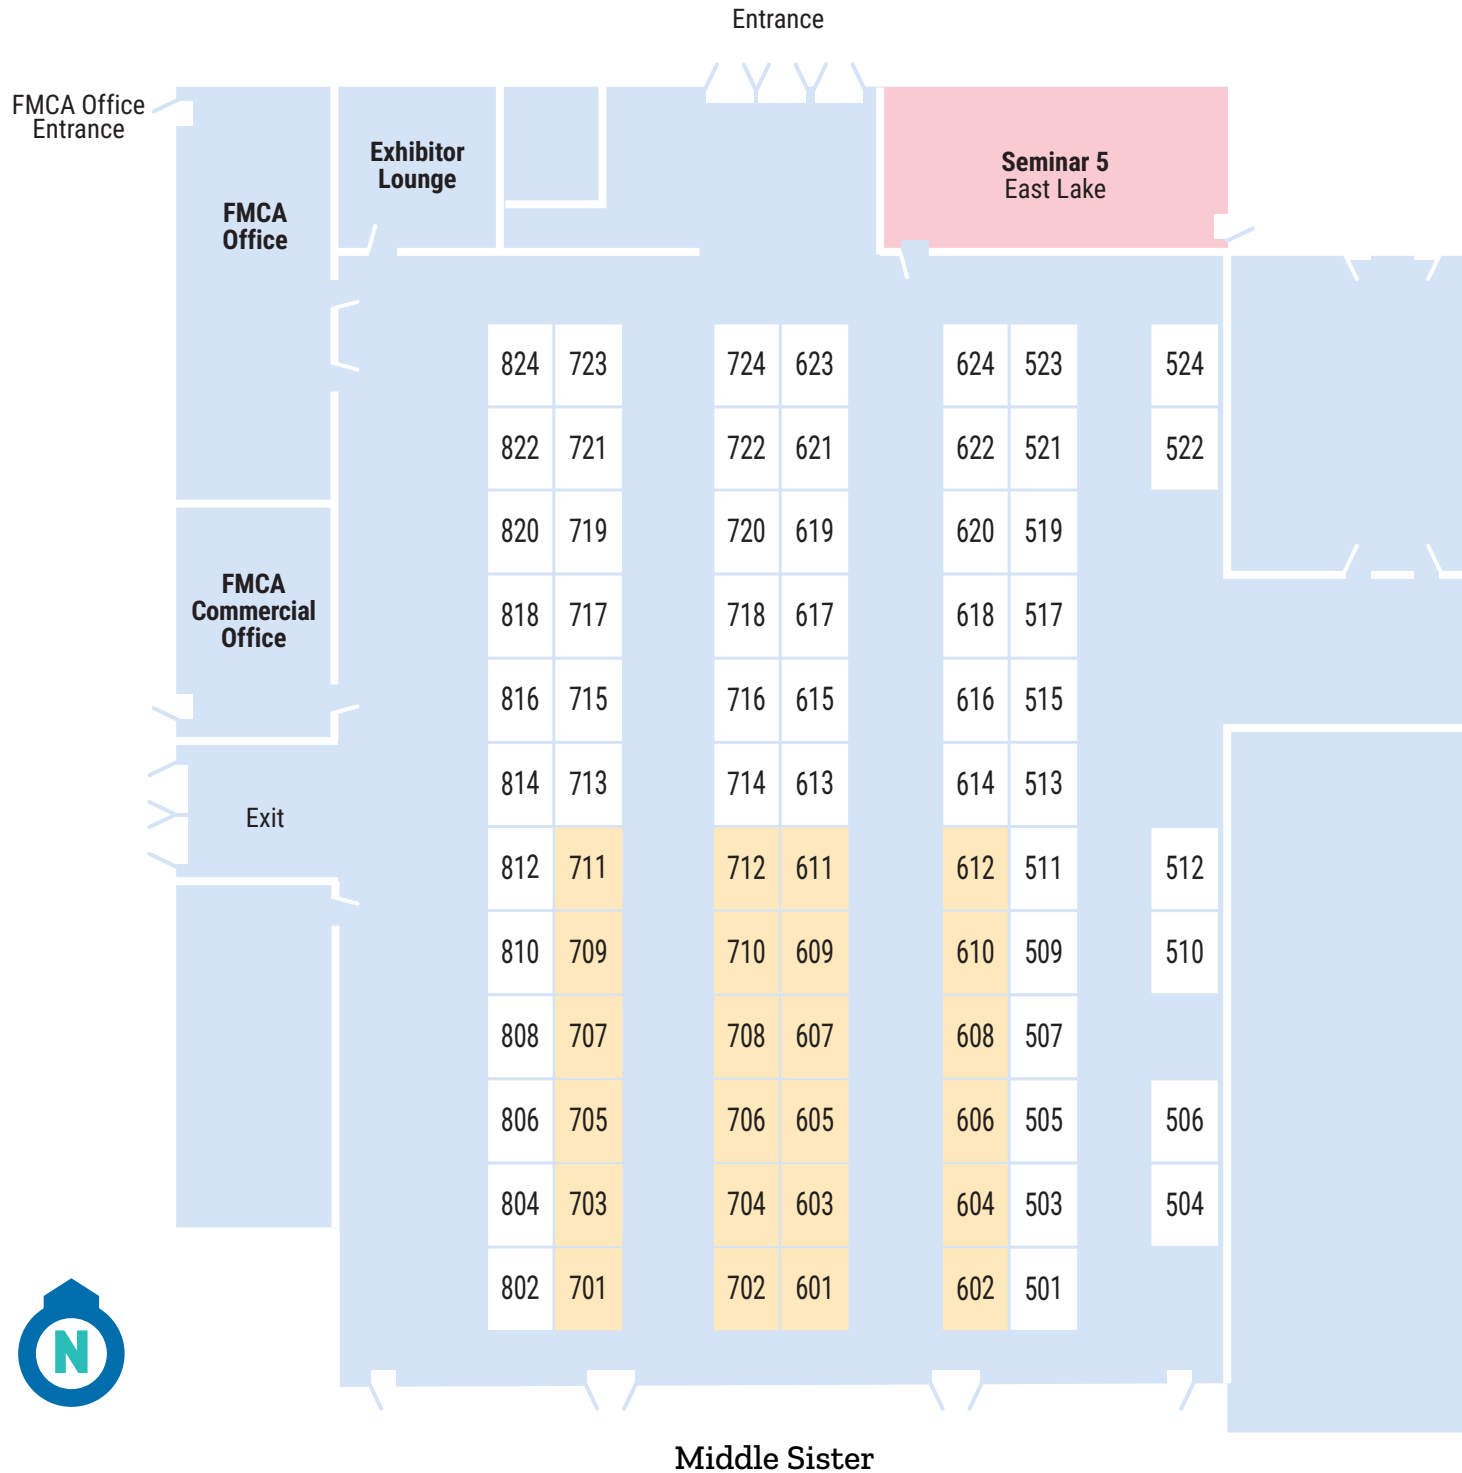 Entrance
FMCA Office
Entrance
Exhibitor
Lounge
Seminar 5
East Lake
FMCA
Office
824 723 724 623 624 523 524
822 721 722 621 622 521 522
820 719 720 619 620 519
FMCA
Commercial
Office
818 717 718 617 618 517
816 715 716 615 616 515
814 713 714 613 614 513
Exit
812 711 712 611 612 511 512
810 709 710 609 610 509 510
808 707 708 607 608 507
806 705 706 605 606 505 506
804 703 704 603 604 503 504
802 701 702 601 602 501
N
Middle Sister